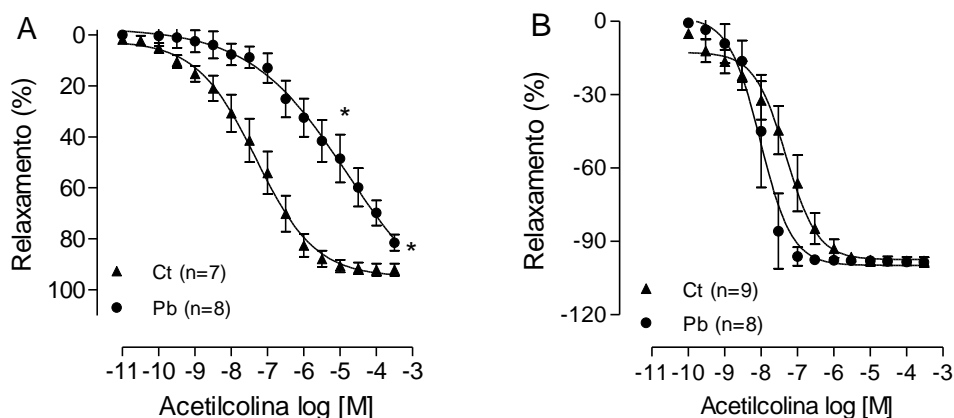 A
Relaxamento (%)
0
20
40
60
80
100
*
*
Ct (n=7)
Pb (n=8)
-11 -10 -9 -8 -7 -6 -5 -4 -3
Acetilcolina log [M]
B
Relaxamento (%)
0
-30
-60
-90
-120
Ct (n=9)
Pb (n=8)
-11 -10 -9 -8 -7 -6 -5 -4 -3
Acetilcolina log [M]